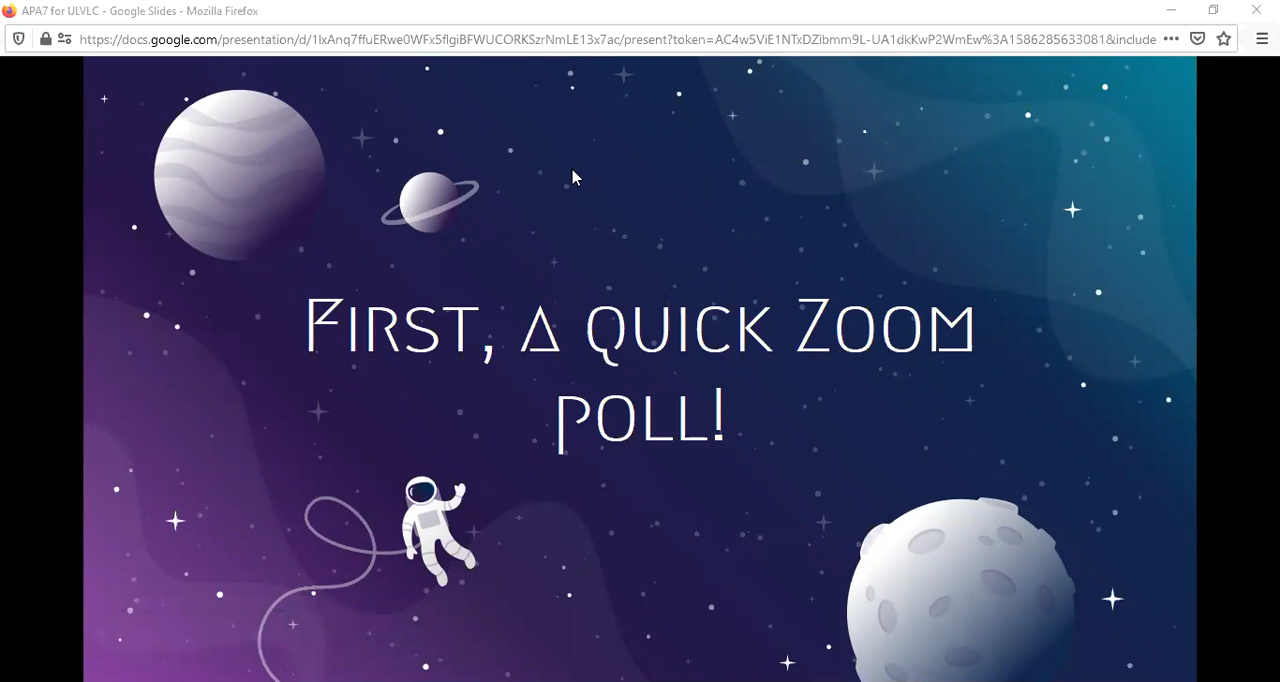 APA7 for ULVLC - Google Slides - Mozilla Firefox
https://docs.google.com/presentation/d/1IxAnq7ffuERwe0WFx5flgiBFWUCORKSzrNmLE13x7ac/present?token=AC4w5ViE1NTxDZibmm9L-UA1dkKwP2WmEw%3A1586285633081&include
First, a quick Zoom
poll!